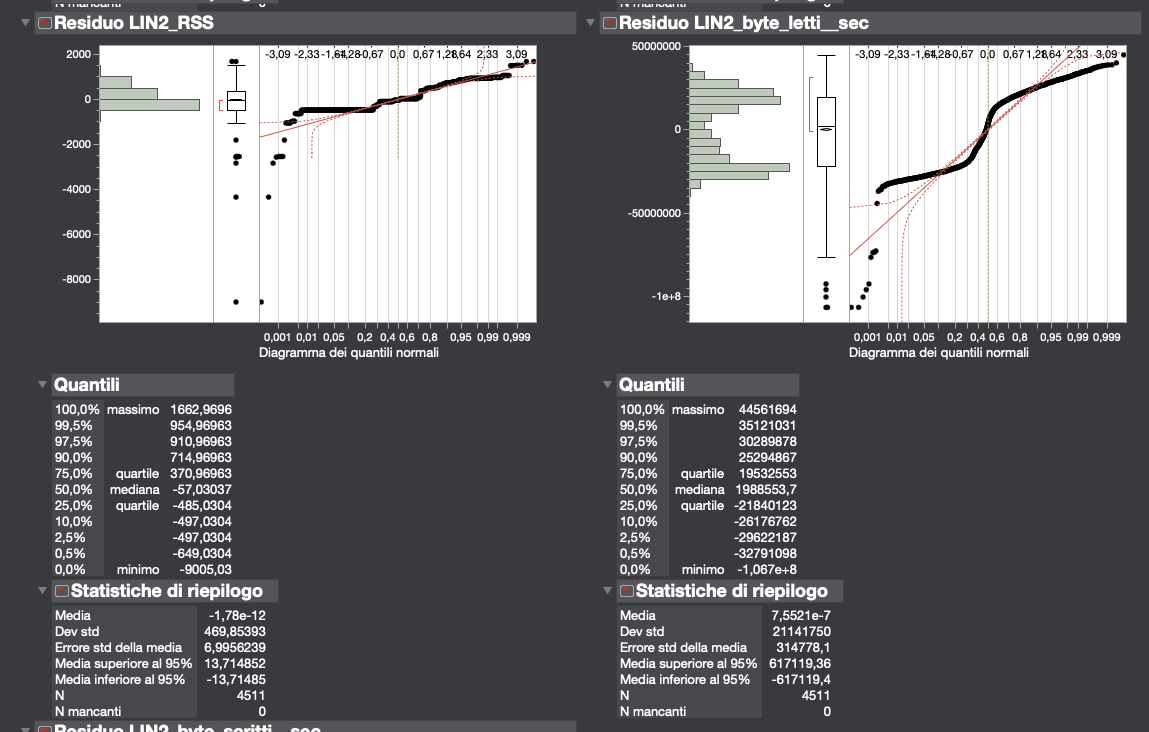 N mancanti 0
N mancanti 0
Residuo LIN2_RSS
2000
0
-2000
-4000
-6000
-8000
-3,09 -2,33 -1,64 -1,28 -0,67 0,0 0,67 1,28 1,64 2,33 3,09
0,001 0,01 0,05 0,2 0,4 0,6 0,8 0,95 0,99 0,999
Diagramma dei quantili normali
Quantili
100,0% massimo 1662,9696
99,5% 954,96963
97,5% 910,96963
90,0% 714,96963
75,0% quartile 370,96963
50,0% mediana -57,03037
25,0% quartile -485,0304
10,0% -497,0304
2,5% -497,0304
0,5% -649,0304
0,0% minimo -9005,03
Statistiche di riepilogo
Media -1,78e-12
Dev std 469,85393
Errore std della media 6,9956239
Media superiore al 95% 13,714852
Media inferiore al 95% -13,71485
N 4511
N mancanti 0
Residuo LIN2_byte_scritti__sec
Residuo LIN2_byte_letti__sec
50000000
0
-50000000
-1e+8
-3,09 -2,33 -1,64 -1,28 -0,67 0,0 0,67 1,28 1,64 2,33 3,09
0,001 0,01 0,05 0,2 0,4 0,6 0,8 0,95 0,99 0,999
Diagramma dei quantili normali
Quantili
100,0% massimo 44561694
99,5% 35121031
97,5% 30289878
90,0% 25294867
75,0% quartile 19532553
50,0% mediana 1988553,7
25,0% quartile -21840123
10,0% -26176762
2,5% -29622187
0,5% -32791098
0,0% minimo -1,067e+8
Statistiche di riepilogo
Media 7,5521e-7
Dev std 21141750
Errore std della media 314778,1
Media superiore al 95% 617119,36
Media inferiore al 95% -617119,4
N 4511
N mancanti 0